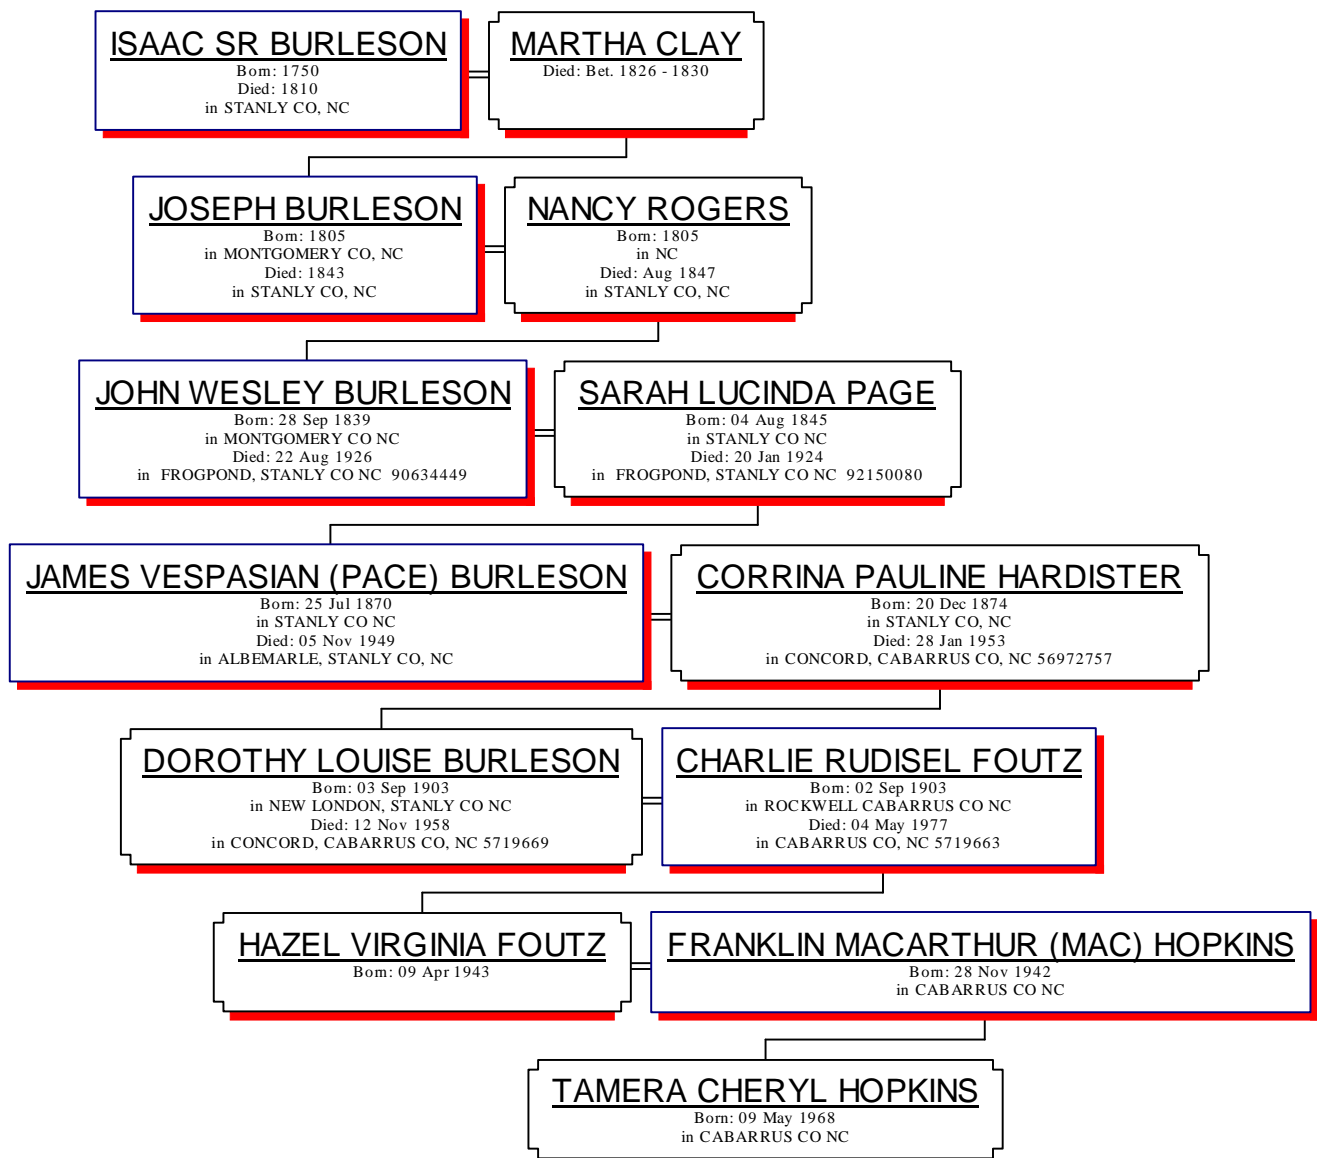 ISAAC SR BURLESON
Born: 1750
Died: 1810
in STANLY CO, NC
MARTHA CLAY
Died: Bet. 1826 - 1830
JOSEPH BURLESON
Born: 1805
in MONTGOMERY CO, NC
Died: 1843
in STANLY CO, NC
NANCY ROGERS
Born: 1805
in NC
Died: Aug 1847
in STANLY CO, NC
JOHN WESLEY BURLESON
Born: 28 Sep 1839
in MONTGOMERY CO NC
Died: 22 Aug 1926
in FROGPOND, STANLY CO NC 90634449
SARAH LUCINDA PAGE
Born: 04 Aug 1845
in STANLY CO NC
Died: 20 Jan 1924
in FROGPOND, STANLY CO NC 92150080
JAMES VESPASIAN (PACE) BURLESON
Born: 25 Jul 1870
in STANLY CO NC
Died: 05 Nov 1949
in ALBEMARLE, STANLY CO, NC
CORRINA PAULINE HARDISTER
Born: 20 Dec 1874
in STANLY CO, NC
Died: 28 Jan 1953
in CONCORD, CABARRUS CO, NC 56972757
DOROTHY LOUISE BURLESON
Born: 03 Sep 1903
in NEW LONDON, STANLY CO NC
Died: 12 Nov 1958
in CONCORD, CABARRUS CO, NC 5719669
CHARLIE RUDISEL FOUTZ
Born: 02 Sep 1903
in ROCKWELL CABARRUS CO NC
Died: 04 May 1977
in CABARRUS CO, NC 5719663
HAZEL VIRGINIA FOUTZ
Born: 09 Apr 1943
FRANKLIN MACARTHUR (MAC) HOPKINS
Born: 28 Nov 1942
in CABARRUS CO NC
TAMERA CHERYL HOPKINS
Born: 09 May 1968
in CABARRUS CO NC